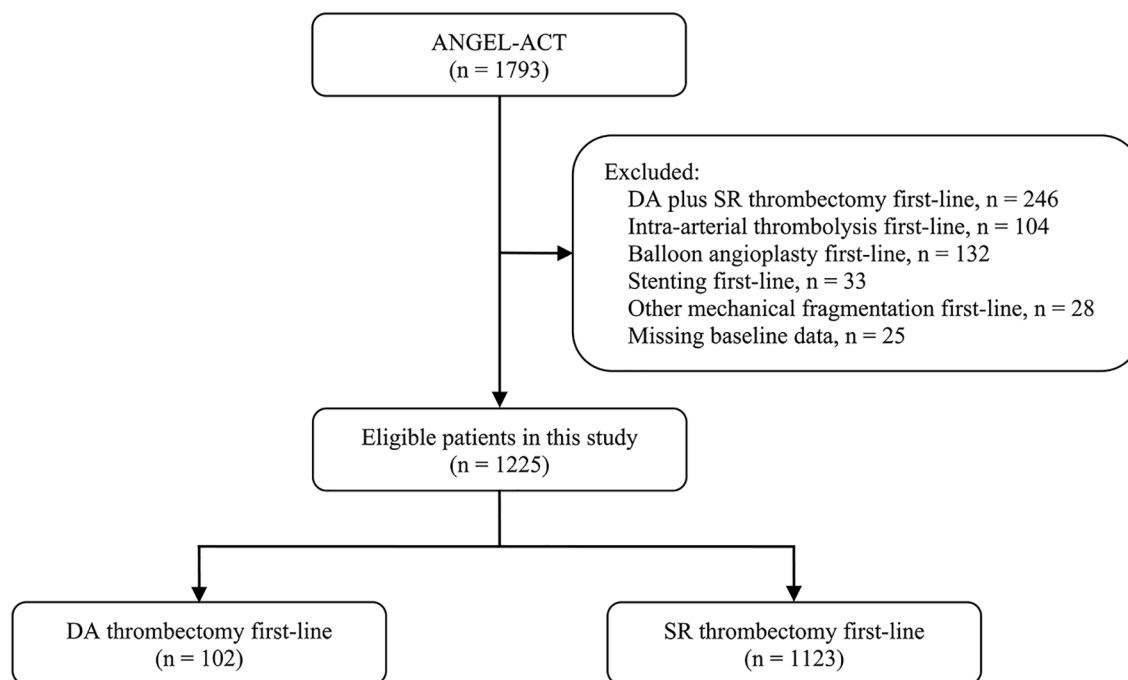 ANGEL-ACT
(n = 1793)
Excluded:
DA plus SR thrombectomy first-line, n = 246
Intra-arterial thrombolysis first-line, n = 104
Balloon angioplasty first-line, n = 132
Stenting first-line, n = 33
Other mechanical fragmentation first-line, n = 28
Missing baseline data, n = 25
Eligible patients in this study
(n = 1225)
DA thrombectomy first-line
(n = 102)
SR thrombectomy first-line
(n = 1123)